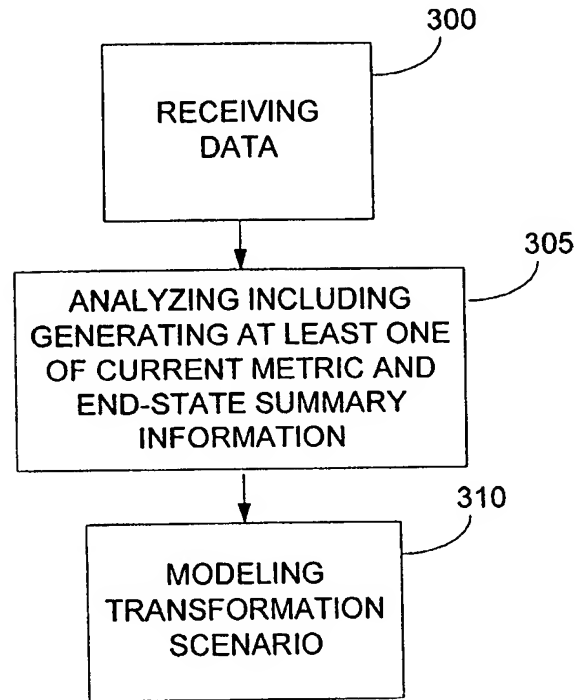 300
RECEIVING
DATA
305
ANALYZING INCLUDING
GENERATING AT LEAST ONE
OF CURRENT METRIC AND
END-STATE SUMMARY
INFORMATION
310
MODELING
TRANSFORMATION
SCENARIO